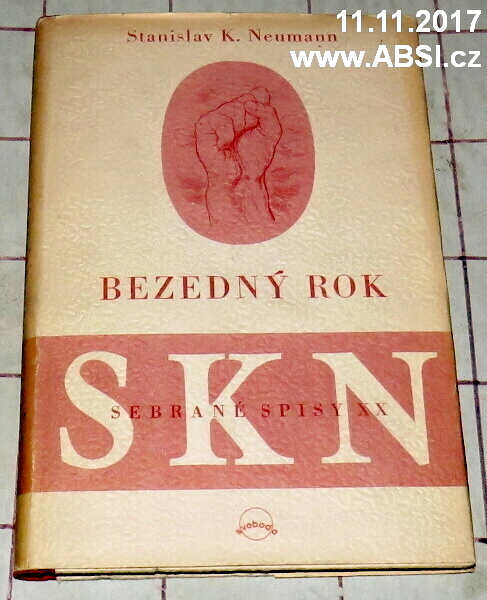 11.11.2017
www.ABSI.cz
Stanislav K. Neumann
BEZEDNÝ ROK
SKN
SEBRANÉ SPISY XX
svoboda